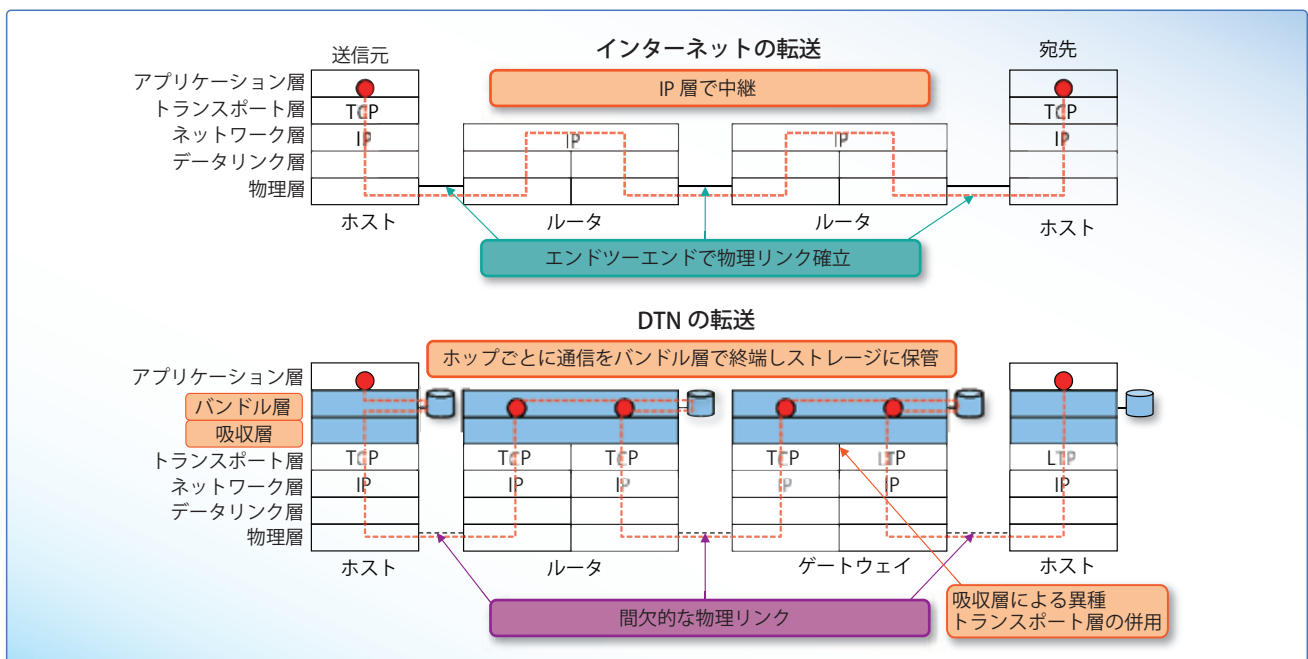 インターネットの転送
送信元
宛先
IP 層で中継
アプリケーション層
トランスポート層
TCP
TCP
ネットワーク層
IP
IP
IP
IP
データリンク層
物理層
ホスト
ルータ
ルータ
ホスト
エンドツーエンドで物理リンク確立
DTN の転送
ホップごとに通信をバンドル層で終端しストレージに保管
アプリケーション層
バンドル層
吸収層
トランスポート層
TCP
TCP
TCP
TCP
LTP
LTP
ネットワーク層
IP
IP
IP
IP
IP
IP
データリンク層
物理層
ホスト
ルータ
ゲートウェイ
ホスト
間欠的な物理リンク
吸収層による異種
トランスポート層の併用